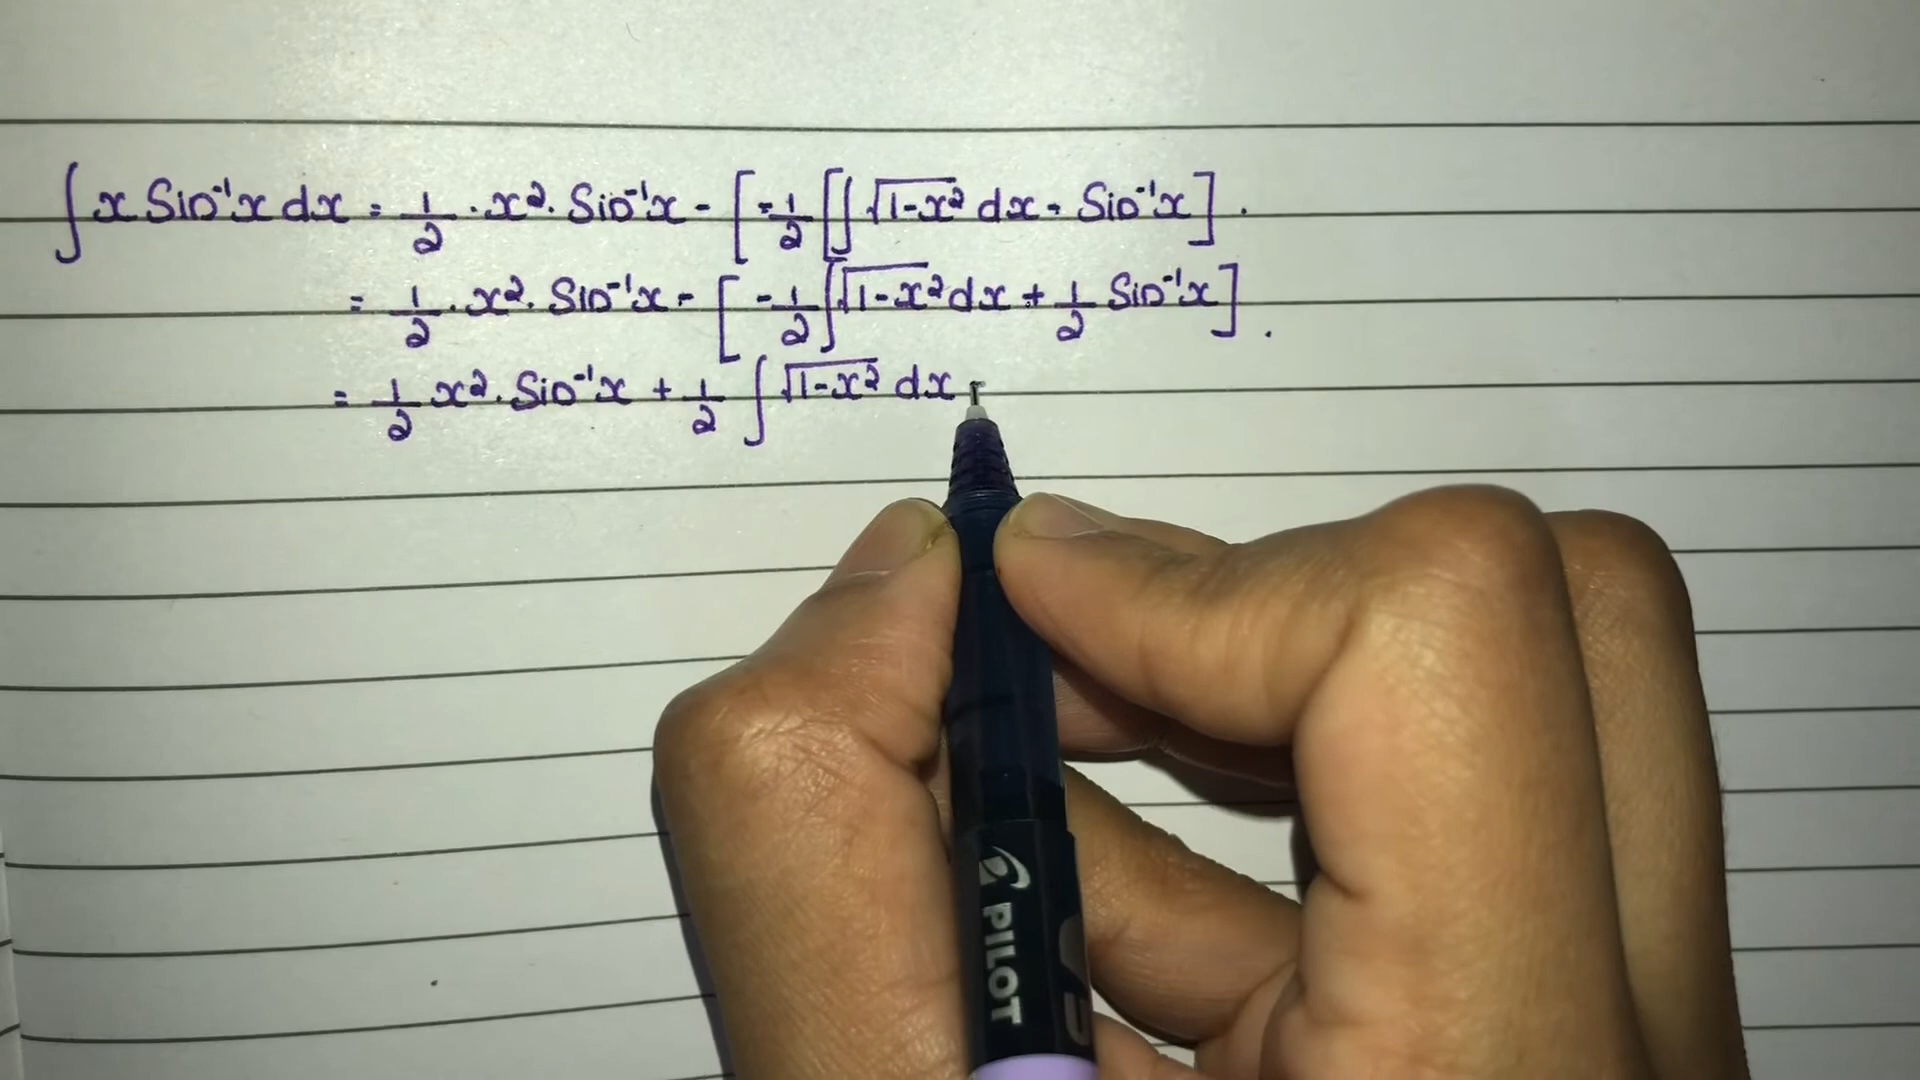 ∫ x Sin⁻¹x dx = 1/2 · x² · Sin⁻¹x - [-1/2 [∫ √1-x² dx - Sin⁻¹x] .
= 1/2 · x² · Sin⁻¹x - [-1/2 ∫ √1-x² dx + 1/2 Sin⁻¹x] .
= 1/2 x² · Sin⁻¹x + 1/2 ∫ √1-x² dx
PILOT
V5